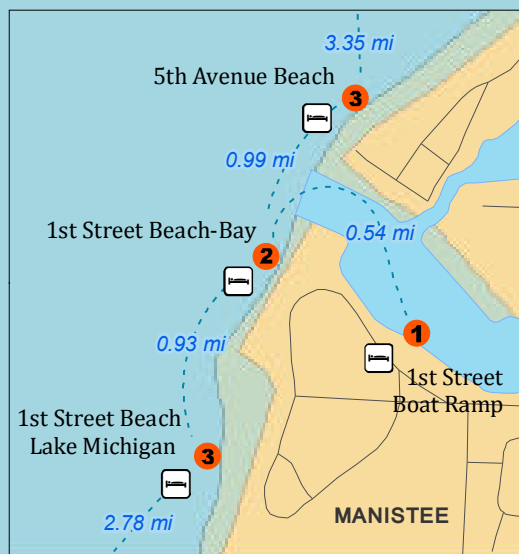 3.35 mi
5th Avenue Beach
3
0.99 mi
1st Street Beach-Bay
2
0.54 mi
1
0.93 mi
1st Street
Boat Ramp
1st Street Beach
Lake Michigan
3
2.78 mi
MANISTEE